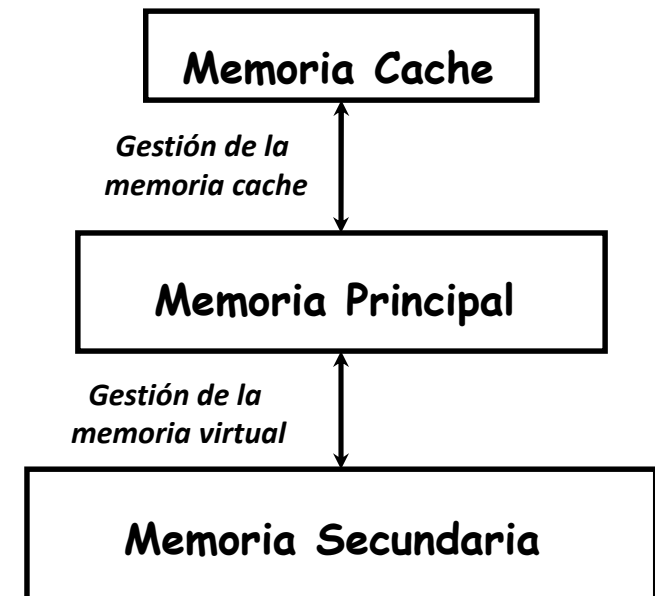 Memoria Cache
Gestión de la
memoria cache
Memoria Principal
Gestión de la
memoria virtual
Memoria Secundaria